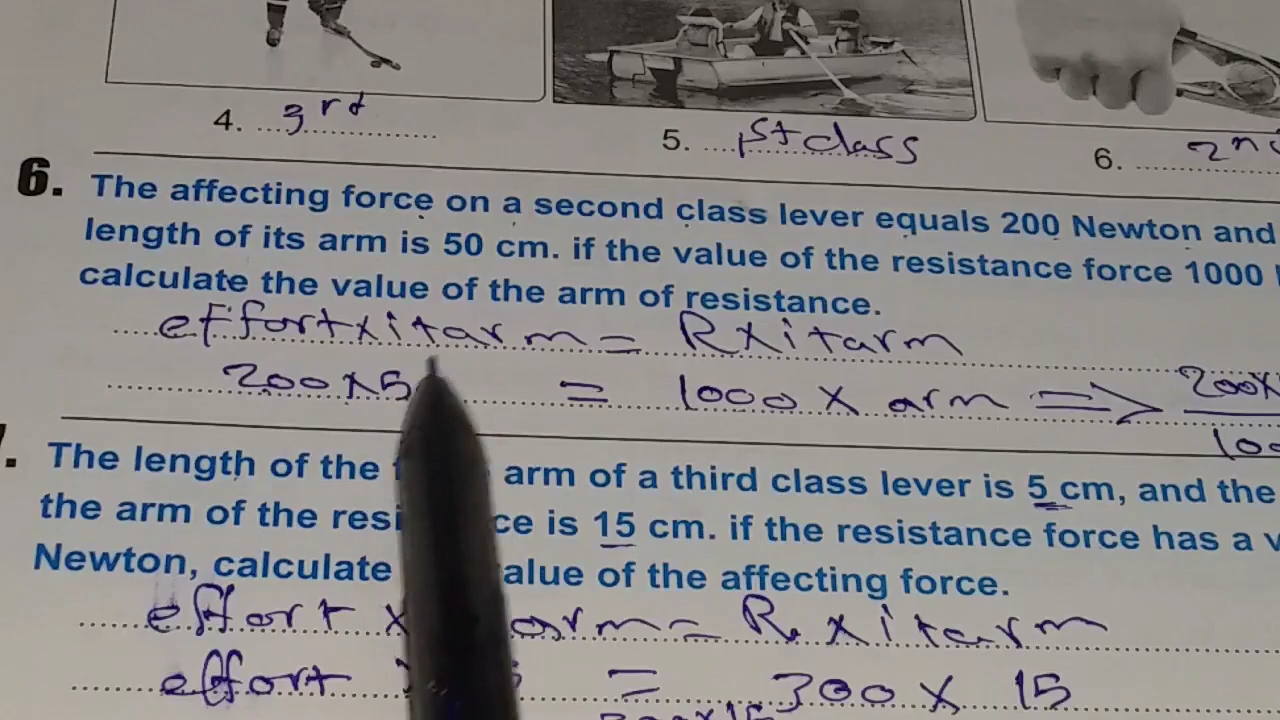 4. 3rd
5. 1st class
6. 2nd
6. The affecting force on a second class lever equals 200 Newton and
length of its arm is 50 cm. if the value of the resistance force 1000
calculate the value of the arm of resistance.
effort x it arm = R x it arm
200 x 5 = 1000 x arm => 200x
100
. The length of the arm of a third class lever is 5 cm, and the
the arm of the resi ce is 15 cm. if the resistance force has a v
Newton, calculate alue of the affecting force.
effort x arm = R x it arm
effort = 300 x 15